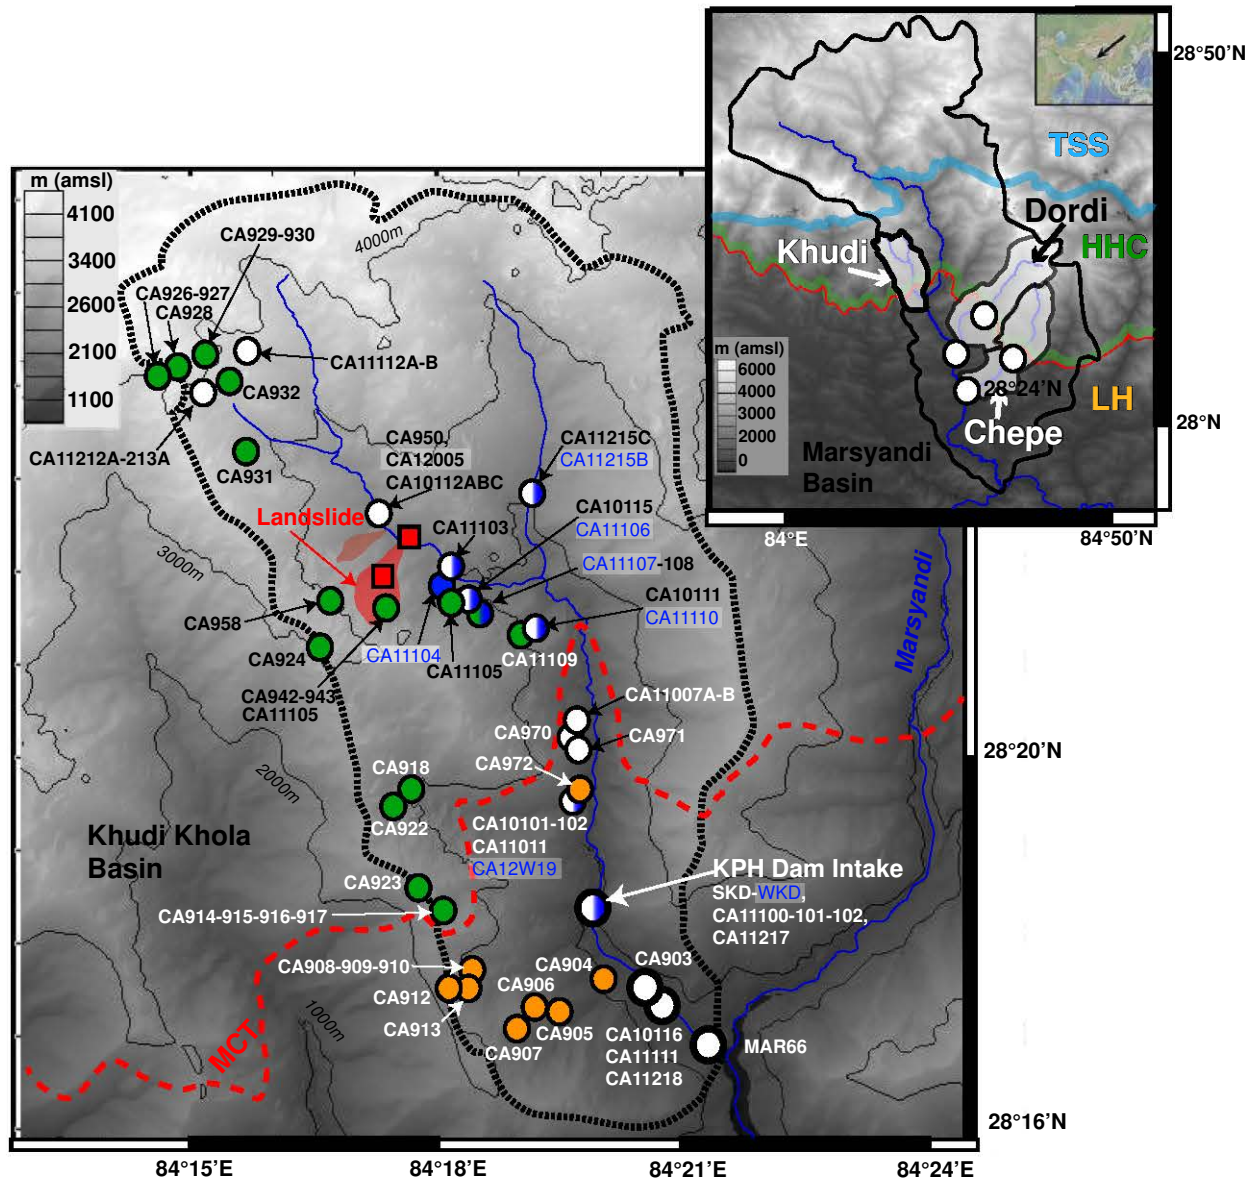 28°50'N
TSS
Dordi
HHC
Khudi
m (amsl)
6000
4000
3000
2000
0
28°24'N
LH
Chepe
28°N
Marsyandi
Basin
84°E
84°50'N
m (amsl)
4100
3400
2600
2100
1100
4000m
CA929-930
CA926-927
CA928
CA11112A-B
CA932
CA11212A-213A
CA931
CA950,
CA12005
CA10112ABC
CA11215C
CA11215B
Landslide
CA11103
CA10115
CA11106
CA11107-108
3000m
CA10111
CA11110
CA958
CA924
CA11104
CA11105
CA11109
CA942-943
CA11105
Marsyandi
CA11007A-B
CA970
CA971
CA972
28°20'N
CA918
2000m
CA922
Khudi Khola
Basin
CA10101-102
CA11011
CA12W19
KPH Dam Intake
SKD-WKD,
CA11100-101-102,
CA11217
CA923
CA914-915-916-917
CA908-909-910
CA904
CA903
CA912
CA906
CA913
CA905
CA907
1000m
MCT
CA10116
CA11111
CA11218
MAR66
28°16'N
84°15'E
84°18'E
84°21'E
84°24'E